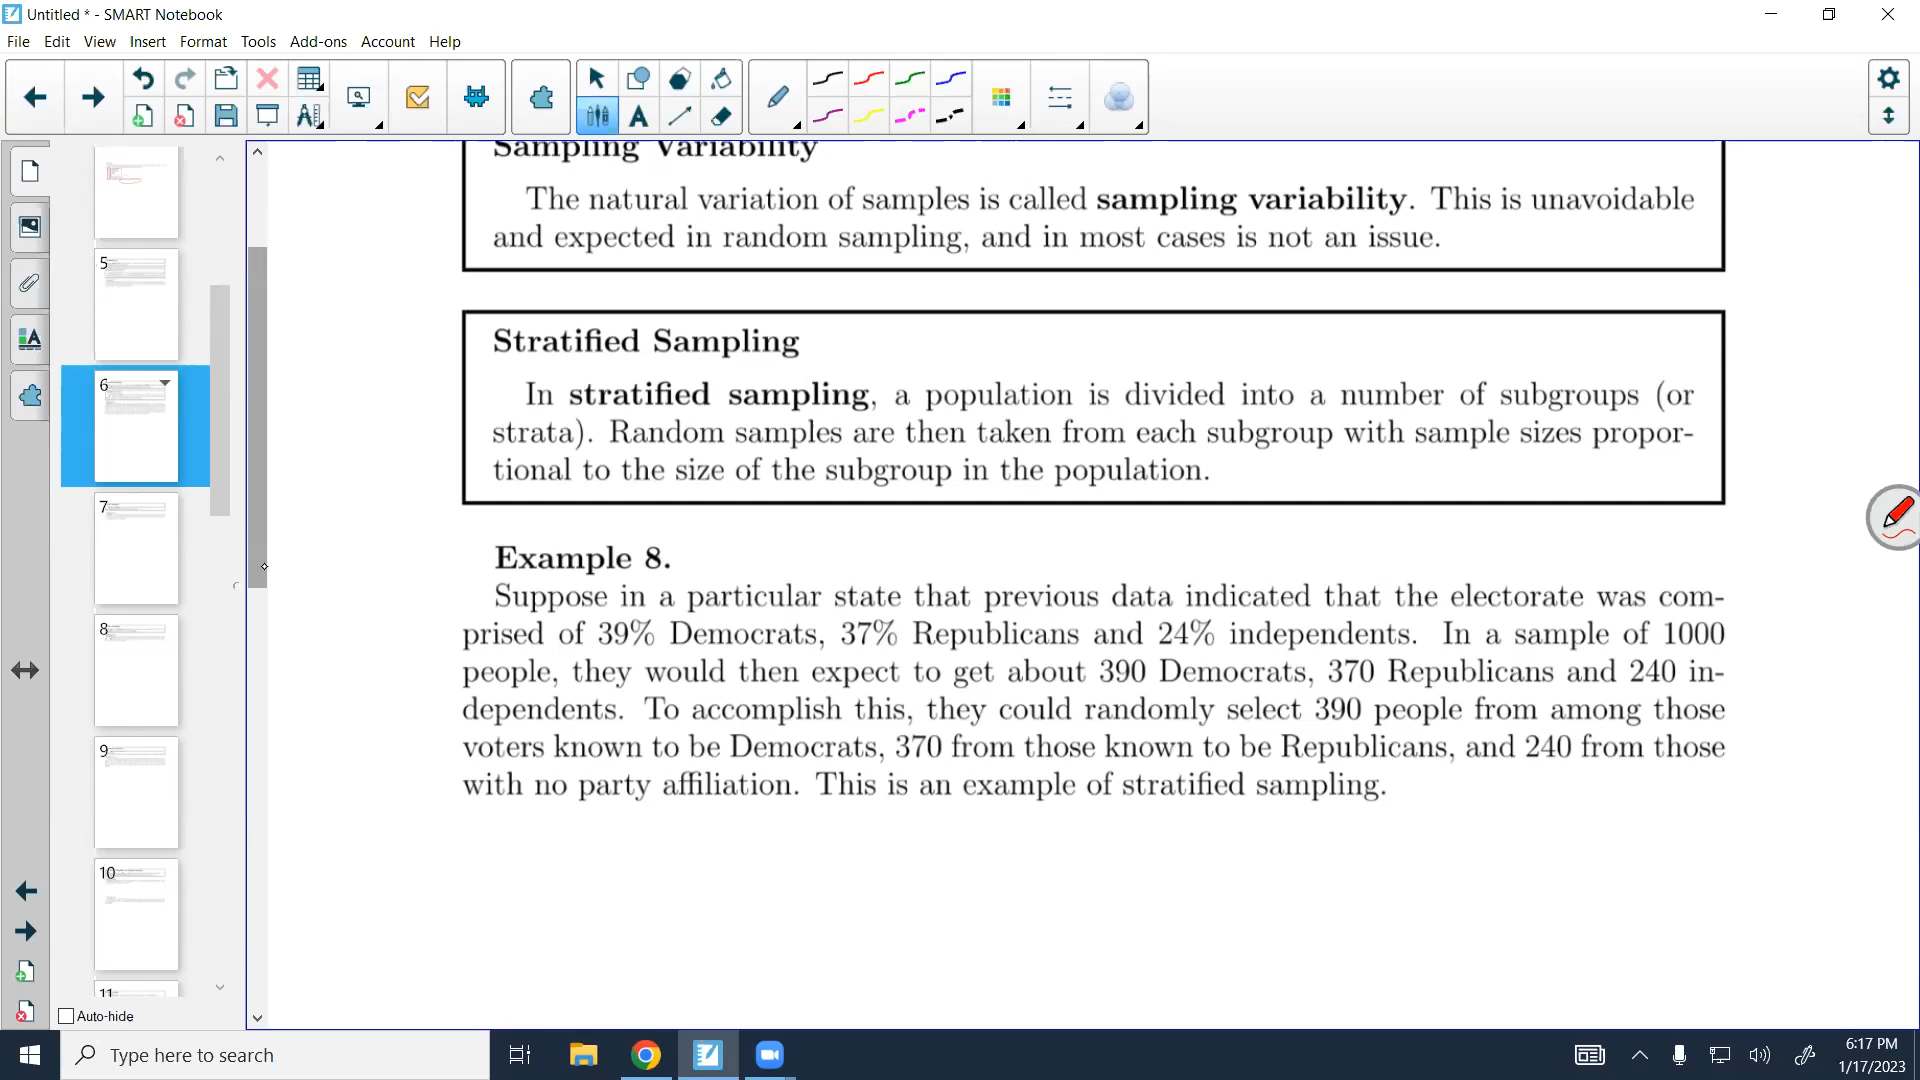 Untitled * - SMART Notebook
File Edit View Insert Format Tools Add-ons Account Help
Sampling Variability
The natural variation of samples is called sampling variability. This is unavoidable
and expected in random sampling, and in most cases is not an issue.
Stratified Sampling
In stratified sampling, a population is divided into a number of subgroups (or
strata). Random samples are then taken from each subgroup with sample sizes propor-
tional to the size of the subgroup in the population.
Example 8.
Suppose in a particular state that previous data indicated that the electorate was com-
prised of 39% Democrats, 37% Republicans and 24% independents. In a sample of 1000
people, they would then expect to get about 390 Democrats, 370 Republicans and 240 in-
dependents. To accomplish this, they could randomly select 390 people from among those
voters known to be Democrats, 370 from those known to be Republicans, and 240 from those
with no party affiliation. This is an example of stratified sampling.
5
6
7
8
9
10
11
Auto-hide
Type here to search
6:17 PM
1/17/2023